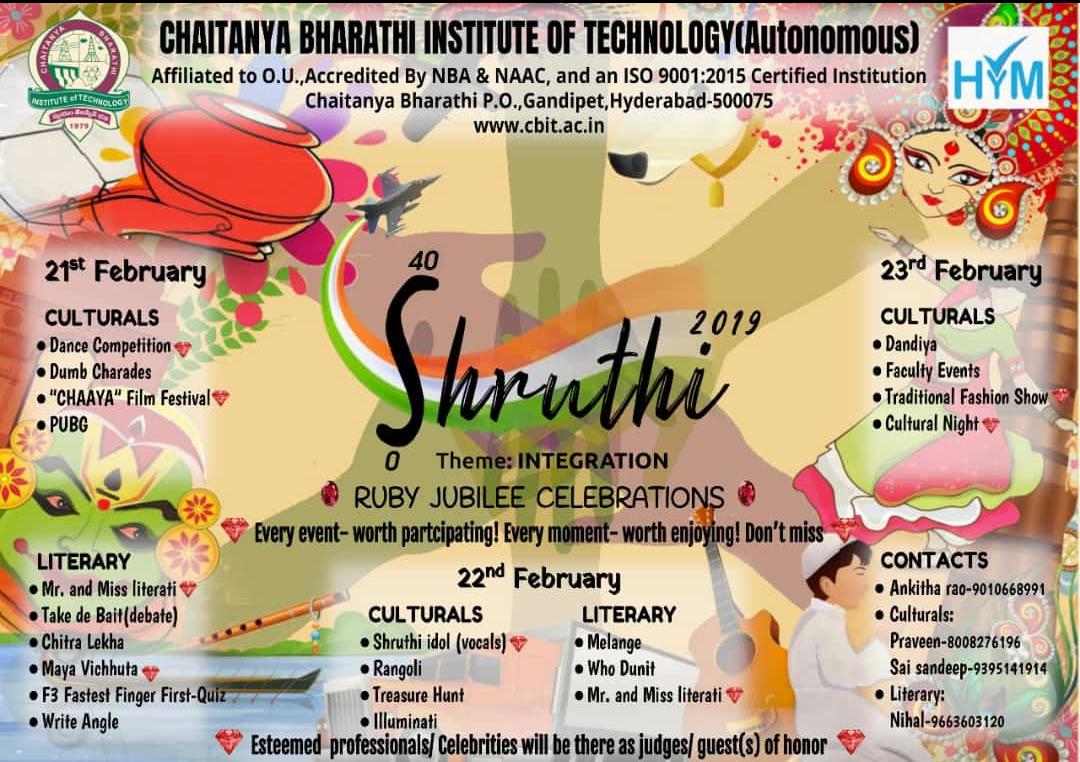 CHAITANYA BHARATHI INSTITUTE OF TECHNOLOGY(Autonomous)
Affiliated to O.U.,Accredited By NBA & NAAC, and an ISO 9001:2015 Certified Institution
Chaitanya Bharathi P.O.,Gandipet,Hyderabad-500075
www.cbit.ac.in
CHAITANYA BHARATHI
INSTITUTE of TECHNOLOGY
1979
HYM
21st February
CULTURALS
• Dance Competition
• Dumb Charades
• "CHAAYA" Film Festival
• PUBG
LITERARY
• Mr. and Miss literati
• Take de Bait(debate)
• Chitra Lekha
• Maya Vichhuta
• F3 Fastest Finger First-Quiz
• Write Angle
40
Shruthi
2019
0
Theme: INTEGRATION
RUBY JUBILEE CELEBRATIONS
Every event- worth partcipating! Every moment- worth enjoying! Don't miss
22nd February
CULTURALS
• Shruthi idol (vocals)
• Rangoli
• Treasure Hunt
• Illuminati
LITERARY
• Melange
• Who Dunit
• Mr. and Miss literati
23rd February
CULTURALS
• Dandiya
• Faculty Events
• Traditional Fashion Show
• Cultural Night
CONTACTS
• Ankitha rao-9010668991
• Culturals:
Praveen-8008276196
Sai sandeep-9395141914
• Literary:
Nihal-9663603120
Esteemed professionals/ Celebrities will be there as judges/ guest(s) of honor